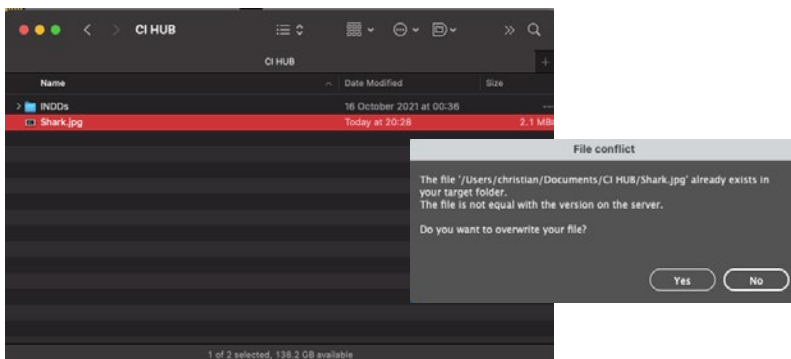 CI HUB
CI HUB
Name Date Modified Size
INDDs 16 October 2021 at 00:36 --
Shark.jpg Today at 20:28 2.1 MB
File conflict
The file '/Users/christian/Documents/CI HUB/Shark.jpg' already exists in
your target folder.
The file is not equal with the version on the server.
Do you want to overwrite your file?
Yes No
1 of 2 selected, 138.2 GB available